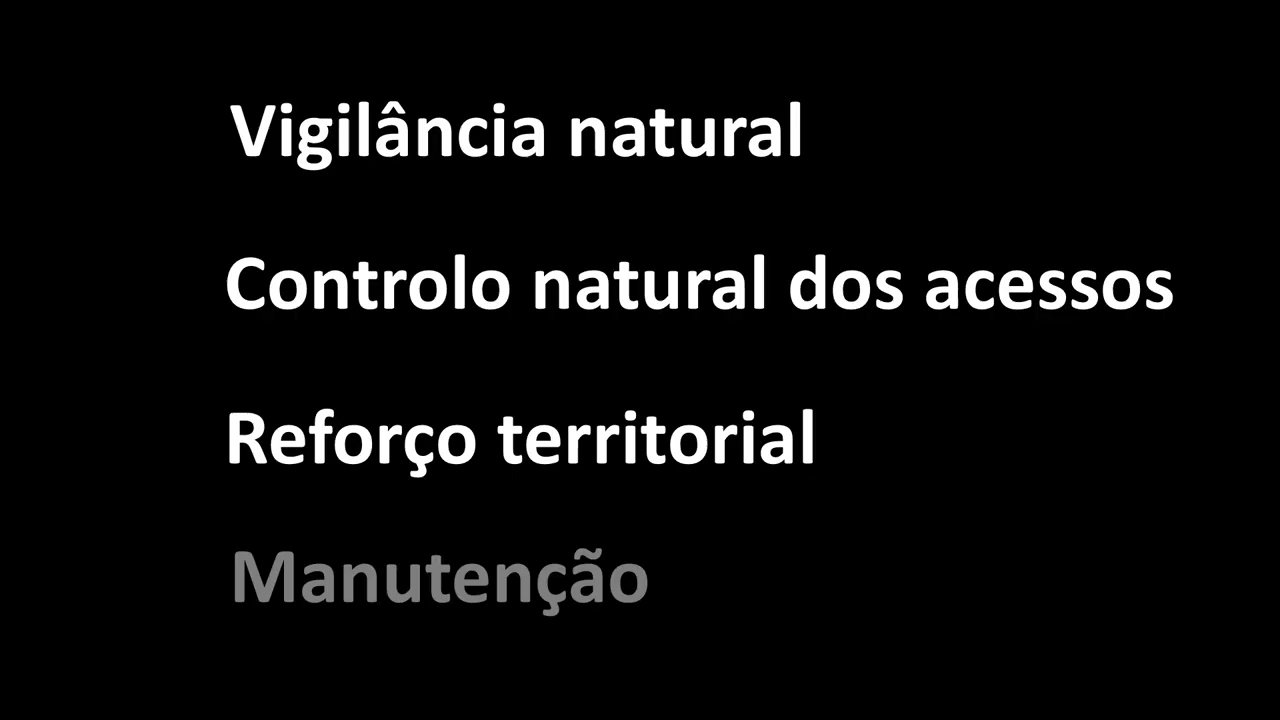 Vigilância natural
Controlo natural dos acessos
Reforço territorial
Manutenção